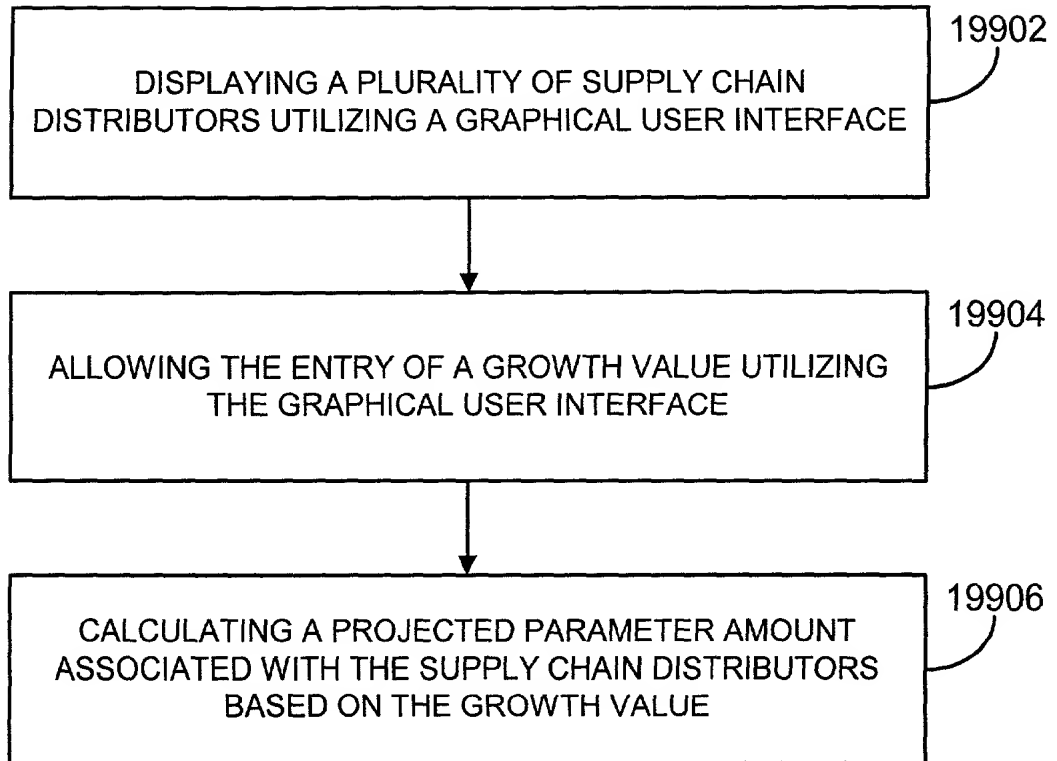 19902
DISPLAYING A PLURALITY OF SUPPLY CHAIN
DISTRIBUTORS UTILIZING A GRAPHICAL USER INTERFACE
19904
ALLOWING THE ENTRY OF A GROWTH VALUE UTILIZING
THE GRAPHICAL USER INTERFACE
19906
CALCULATING A PROJECTED PARAMETER AMOUNT
ASSOCIATED WITH THE SUPPLY CHAIN DISTRIBUTORS
BASED ON THE GROWTH VALUE